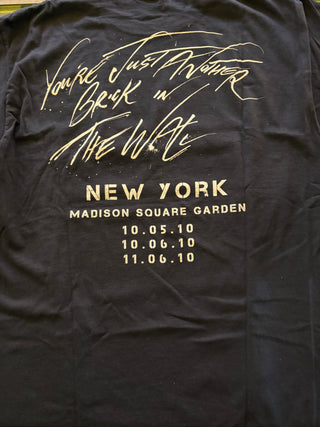 You're Just Another
Brick in
The Wall
NEW YORK
MADISON SQUARE GARDEN
10.05.10
10.06.10
11.06.10